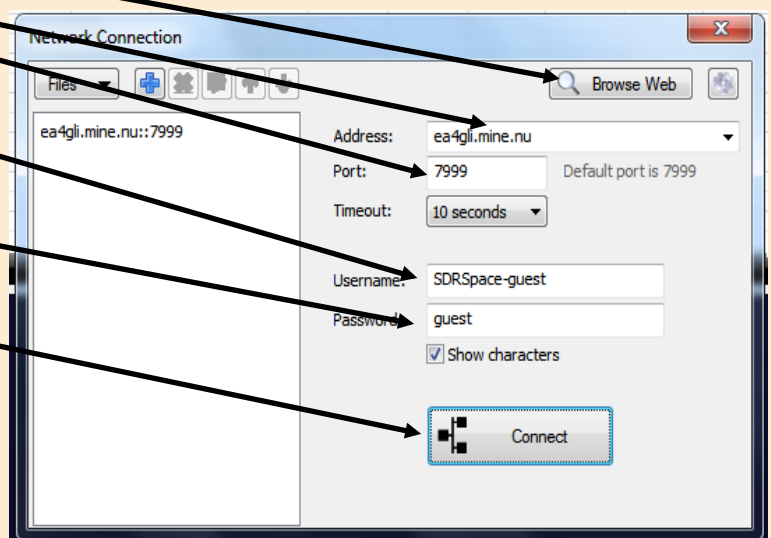 Network Connection
Files
Browse Web
ea4gli.mine.nu::7999
Address: ea4gli.mine.nu
Port: 7999 Default port is 7999
Timeout: 10 seconds
Username: SDRSpace-guest
Password: guest
Show characters
Connect